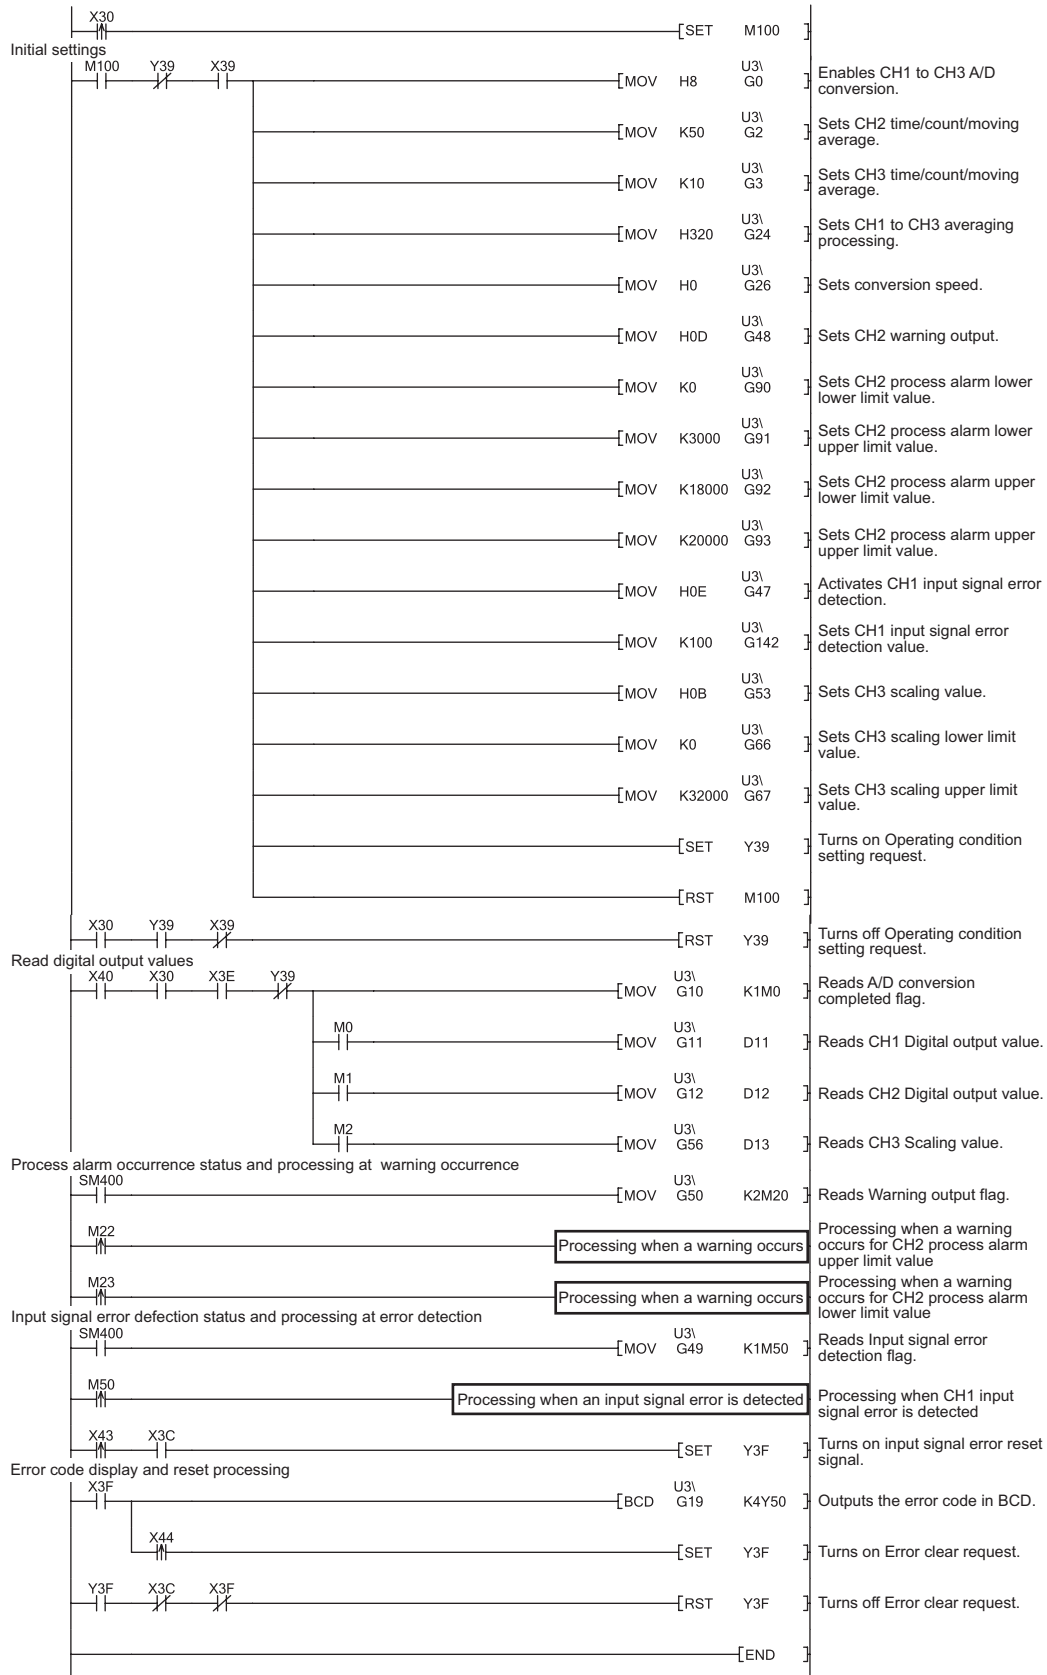 X30
[SET M100 ]
Initial settings
M100 Y39 X39
[MOV H8 U3\ G0 ] Enables CH1 to CH3 A/D
conversion.
[MOV K50 U3\ G2 ] Sets CH2 time/count/moving
average.
[MOV K10 U3\ G3 ] Sets CH3 time/count/moving
average.
[MOV H320 U3\ G24 ] Sets CH1 to CH3 averaging
processing.
[MOV H0 U3\ G26 ] Sets conversion speed.
[MOV H0D U3\ G48 ] Sets CH2 warning output.
[MOV K0 U3\ G90 ] Sets CH2 process alarm lower
lower limit value.
[MOV K3000 U3\ G91 ] Sets CH2 process alarm lower
upper limit value.
[MOV K18000 U3\ G92 ] Sets CH2 process alarm upper
lower limit value.
[MOV K20000 U3\ G93 ] Sets CH2 process alarm upper
upper limit value.
[MOV H0E U3\ G47 ] Activates CH1 input signal error
detection.
[MOV K100 U3\ G142 ] Sets CH1 input signal error
detection value.
[MOV H0B U3\ G53 ] Sets CH3 scaling value.
[MOV K0 U3\ G66 ] Sets CH3 scaling lower limit
value.
[MOV K32000 U3\ G67 ] Sets CH3 scaling upper limit
value.
[SET Y39 ] Turns on Operating condition
setting request.
[RST M100 ]
X30 Y39 X39
[RST Y39 ] Turns off Operating condition
setting request.
Read digital output values
X40 X30 X3E Y39
[MOV U3\ G10 K1M0 ] Reads A/D conversion
completed flag.
M0
[MOV U3\ G11 D11 ] Reads CH1 Digital output value.
M1
[MOV U3\ G12 D12 ] Reads CH2 Digital output value.
M2
[MOV U3\ G56 D13 ] Reads CH3 Scaling value.
Process alarm occurrence status and processing at warning occurrence
SM400
[MOV U3\ G50 K2M20 ] Reads Warning output flag.
M22
Processing when a warning occurs
Processing when a warning
occurs for CH2 process alarm
upper limit value
M23
Processing when a warning occurs
Processing when a warning
occurs for CH2 process alarm
lower limit value
Input signal error defection status and processing at error detection
SM400
[MOV U3\ G49 K1M50 ] Reads Input signal error
detection flag.
M50
Processing when an input signal error is detected
Processing when CH1 input
signal error is detected
X43 X3C
[SET Y3F ] Turns on input signal error reset
signal.
Error code display and reset processing
X3F
[BCD U3\ G19 K4Y50 ] Outputs the error code in BCD.
X44
[SET Y3F ] Turns on Error clear request.
Y3F X3C X3F
[RST Y3F ] Turns off Error clear request.
[END ]